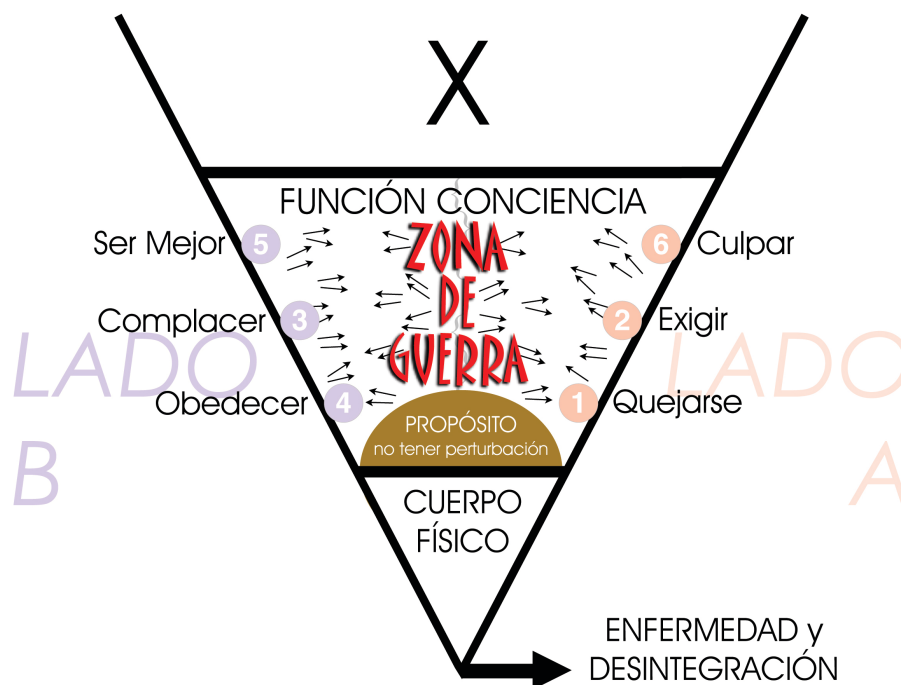 X
FUNCIÓN CONCIENCIA
ZONA
DE
GUERRA
Ser Mejor 5
6 Culpar
Complacer 3
2 Exigir
LADO
B
LADO
A
Obedecer 4
1 Quejarse
PROPÓSITO
no tener perturbación
CUERPO
FÍSICO
ENFERMEDAD y
DESINTEGRACIÓN